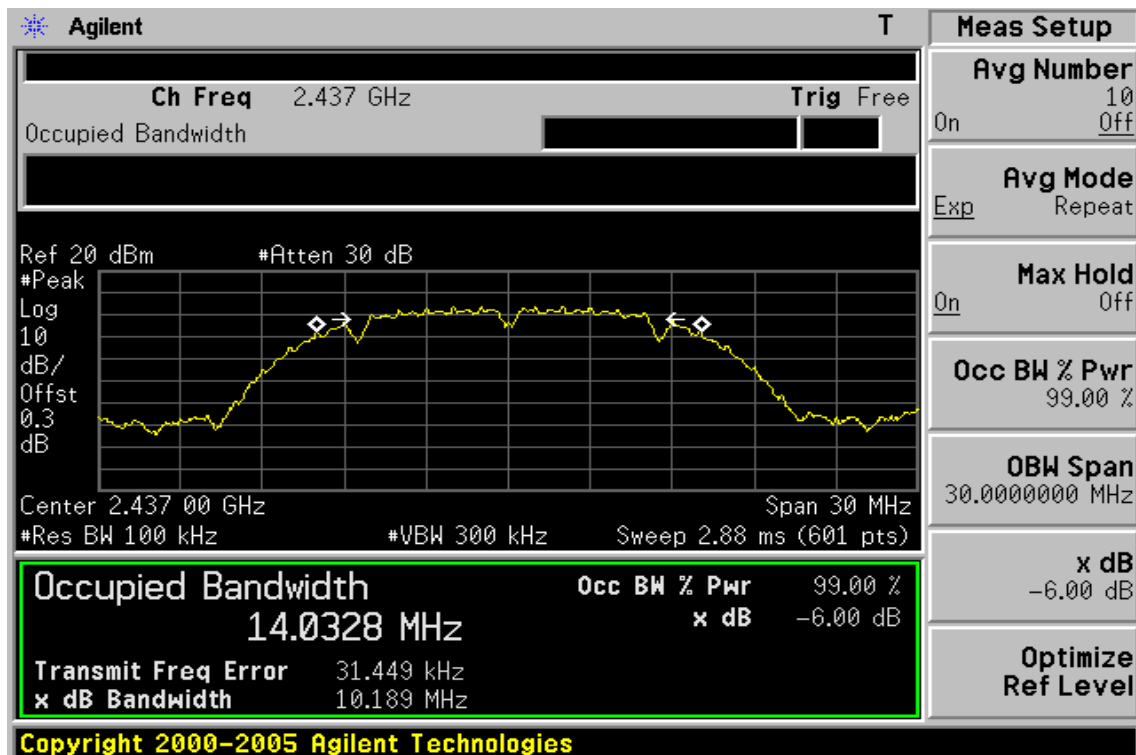 Agilent
T
Ch Freq 2.437 GHz
Trig Free
Occupied Bandwidth
Ref 20 dBm
#Atten 30 dB
#Peak
Log
10
dB/
Offst
0.3
dB
Center 2.437 00 GHz
Span 30 MHz
#Res BW 100 kHz
#VBW 300 kHz
Sweep 2.88 ms (601 pts)
Occupied Bandwidth
14.0328 MHz
Occ BW % Pwr 99.00 %
x dB -6.00 dB
Transmit Freq Error 31.449 kHz
x dB Bandwidth 10.189 MHz
Copyright 2000-2005 Agilent Technologies
Meas Setup
Avg Number
10
On Off
Avg Mode
Exp Repeat
Max Hold
On Off
Occ BW % Pwr
99.00 %
OBW Span
30.0000000 MHz
x dB
-6.00 dB
Optimize
Ref Level